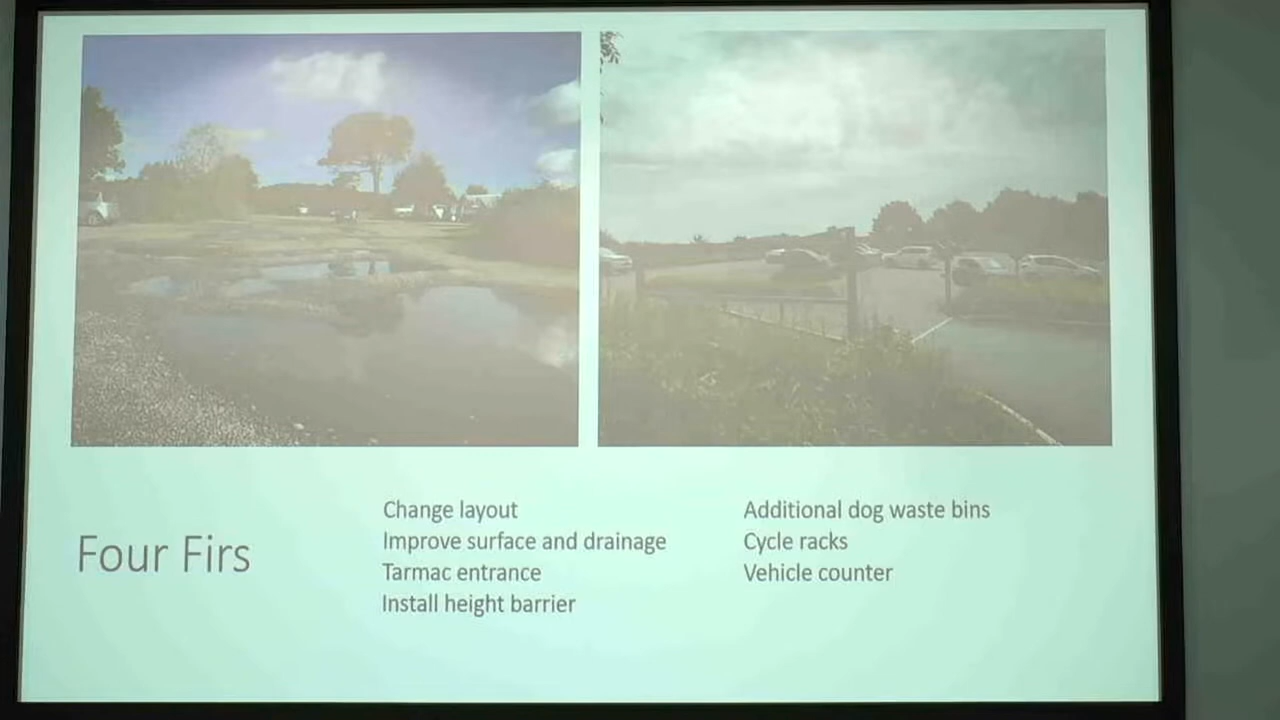 Four Firs
Change layout
Improve surface and drainage
Tarmac entrance
Install height barrier
Additional dog waste bins
Cycle racks
Vehicle counter